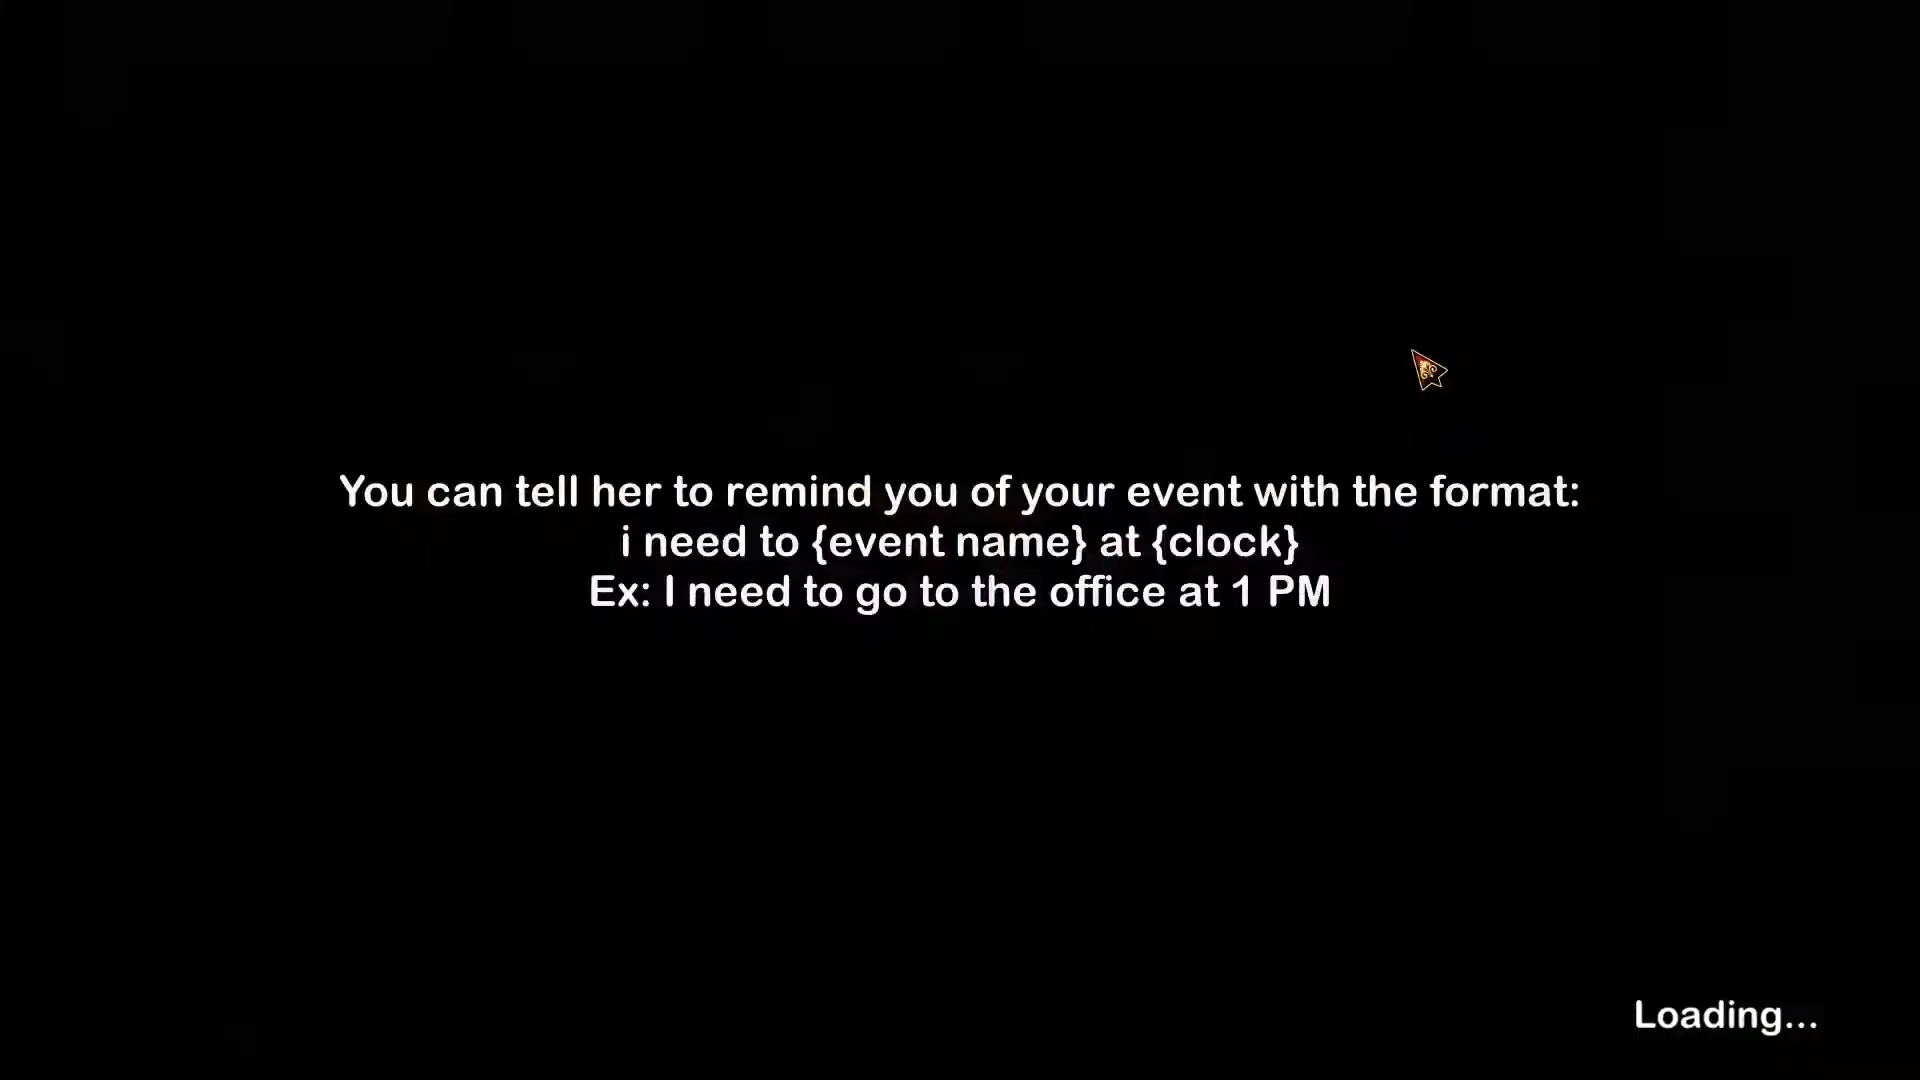 You can tell her to remind you of your event with the format:
i need to {event name} at {clock}
Ex: I need to go to the office at 1 PM
Loading...